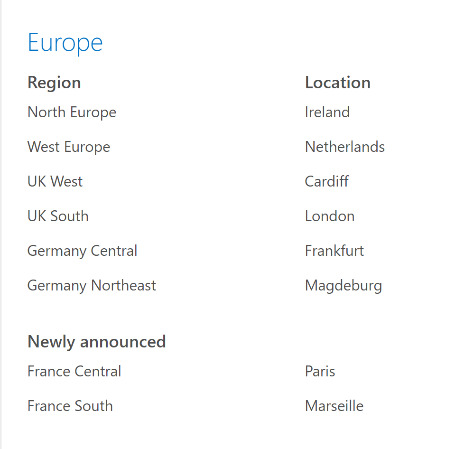 Europe
Region Location
North Europe Ireland
West Europe Netherlands
UK West Cardiff
UK South London
Germany Central Frankfurt
Germany Northeast Magdeburg
Newly announced
France Central Paris
France South Marseille